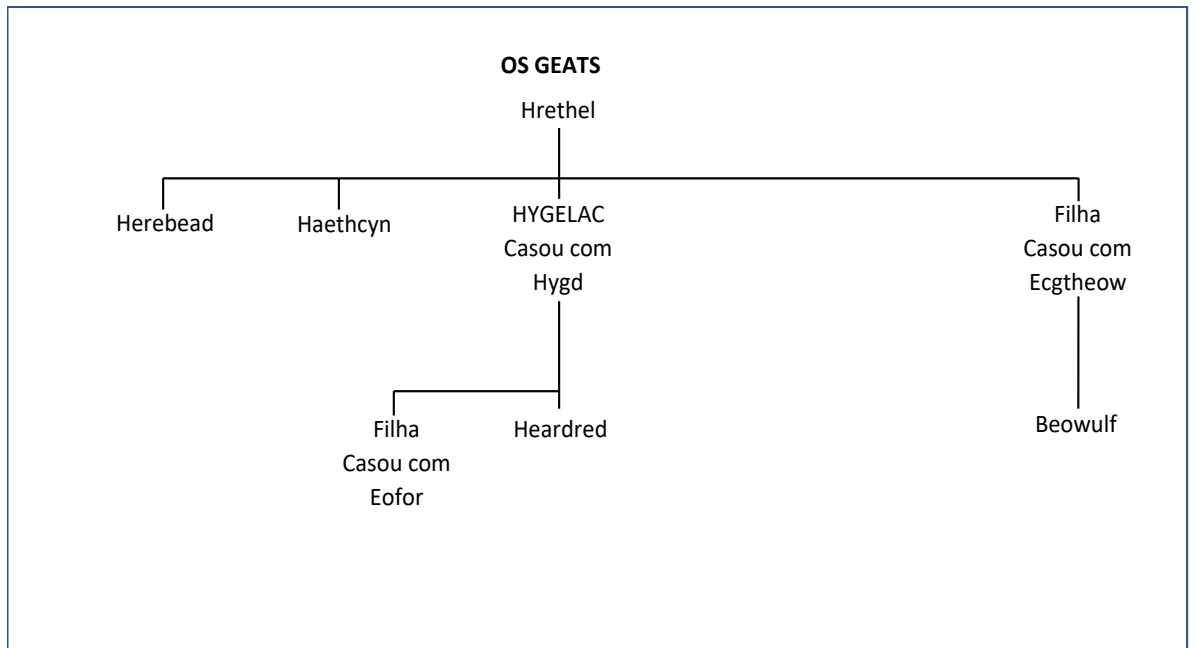 OS GEATS
Hrethel
Herebead
Haethcyn
HYGELAC
Casou com
Hygd
Filha
Casou com
Ecgtheow
Filha
Casou com
Eofor
Heardred
Beowulf